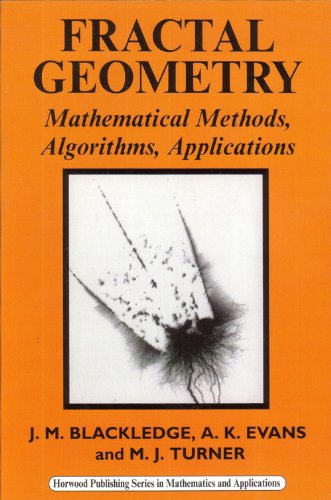 FRACTAL
GEOMETRY
Mathematical Methods,
Algorithms, Applications
J. M. BLACKLEDGE, A. K. EVANS
and M. J. TURNER
Horwood Publishing Series in Mathematics and Applications